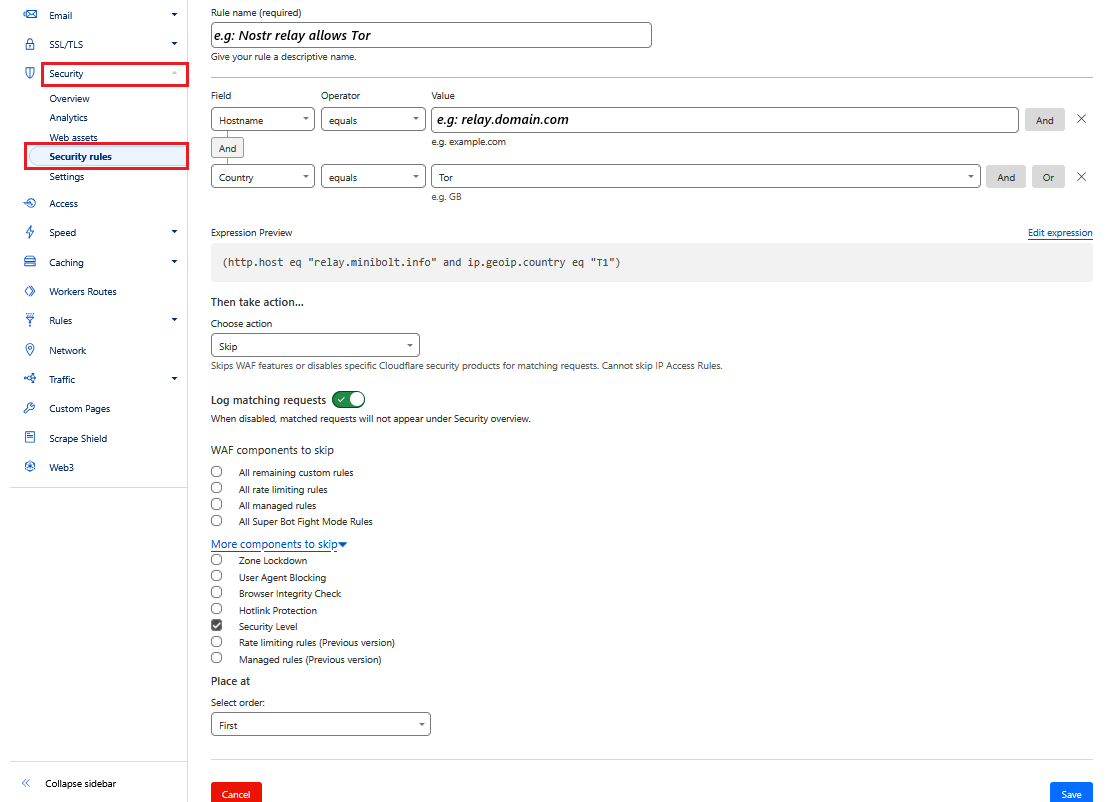 Email
SSL/TLS
Security
Overview
Analytics
Web assets
Security rules
Settings
Access
Speed
Caching
Workers Routes
Rules
Network
Traffic
Custom Pages
Scrape Shield
Web3
Collapse sidebar
Rule name (required)
e.g: Nostr relay allows Tor
Give your rule a descriptive name.
Field Operator Value
Hostname equals e.g: relay.domain.com And
e.g. example.com
And
Country equals Tor And Or
e.g. GB
Expression Preview Edit expression
(http.host eq "relay.minibolt.info" and ip.geoip.country eq "T1")
Then take action...
Choose action
Skip
Skips WAF features or disables specific Cloudflare security products for matching requests. Cannot skip IP Access Rules.
Log matching requests
When disabled, matched requests will not appear under Security overview.
WAF components to skip
All remaining custom rules
All rate limiting rules
All managed rules
All Super Bot Fight Mode Rules
More components to skip
Zone Lockdown
User Agent Blocking
Browser Integrity Check
Hotlink Protection
Security Level
Rate limiting rules (Previous version)
Managed rules (Previous version)
Place at
Select order:
First
Cancel Save